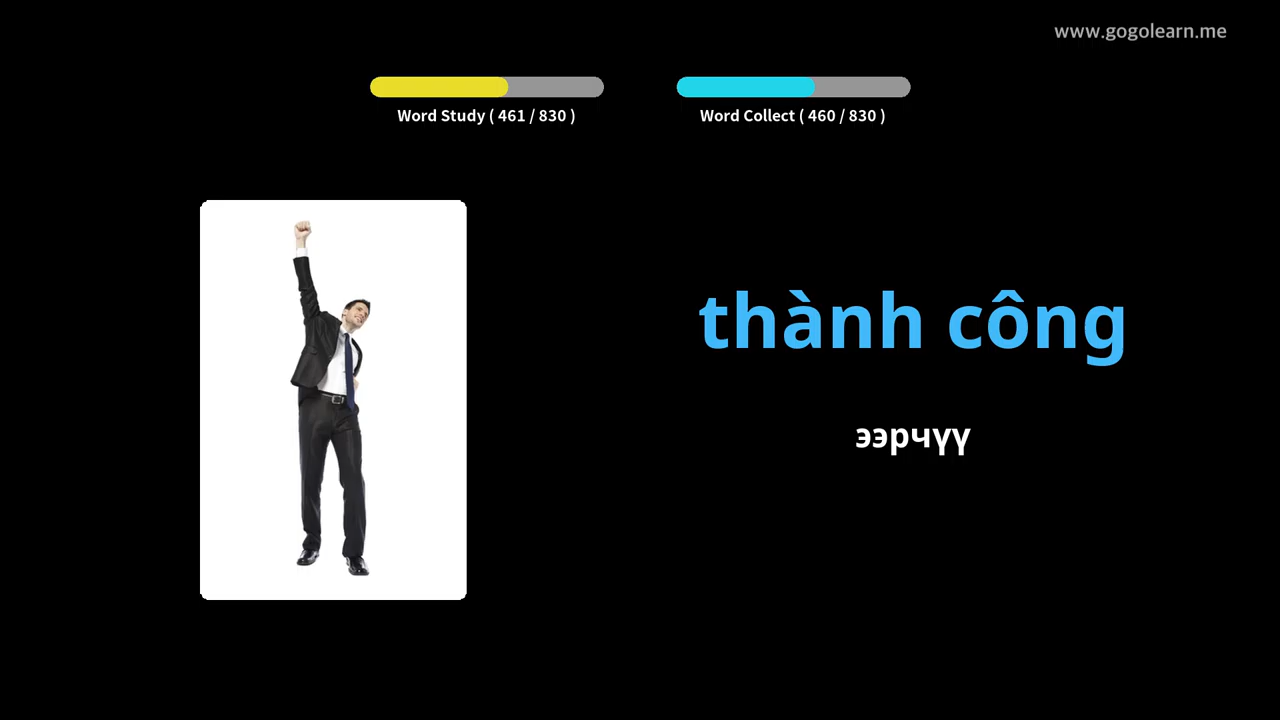 www.gogolearn.me
Word Study ( 461 / 830 )
Word Collect ( 460 / 830 )
thành công
ээрчүү